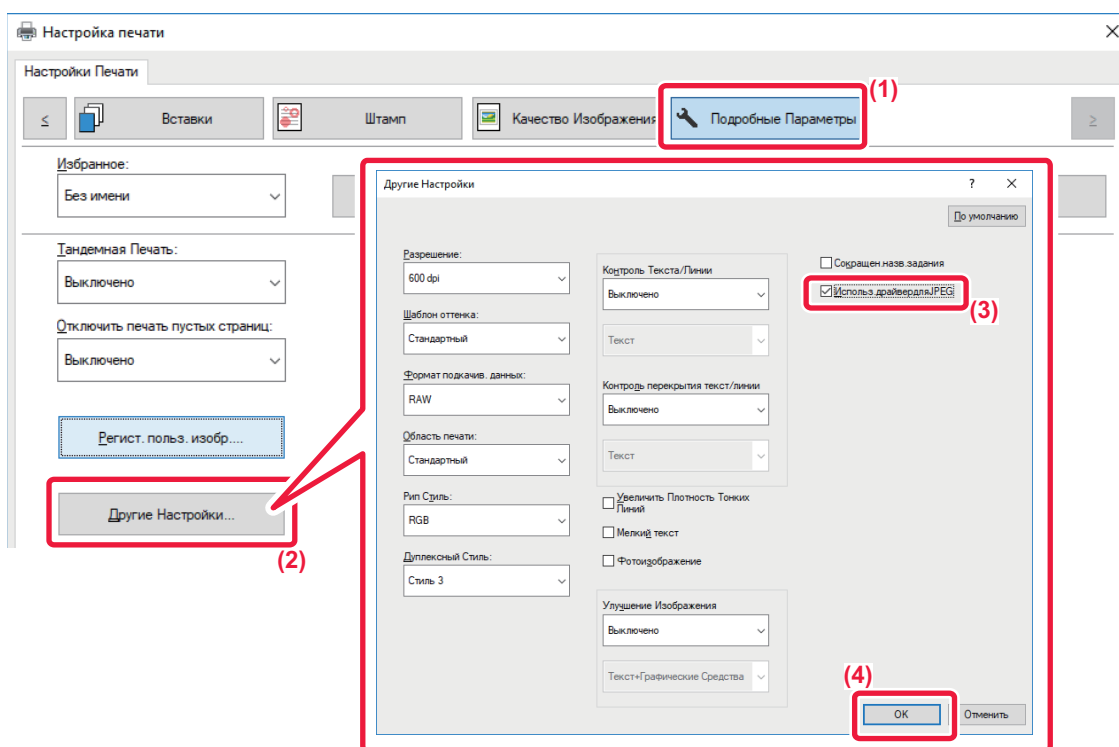 Настройка печати
Настройки Печати
(1)
<
Вставки
Штамп
Качество Изображения
Подробные Параметры
>
Избранное:
Без имени
Тандемная Печать:
Выключено
Отключить печать пустых страниц:
Выключено
Регист. польз. изобр....
Другие Настройки...
(2)
Другие Настройки
?
По умолчанию
Разрешение:
600 dpi
Шаблон оттенка:
Стандартный
Формат подкачив. данных:
RAW
Область печати:
Стандартный
Рип Стиль:
RGB
Дуплексный Стиль:
Стиль 3
Контроль Текста/Линии
Выключено
Текст
Контроль перекрытия текст/линии
Выключено
Текст
Увеличить Плотность Тонких
Линий
Мелкий текст
Фотоизображение
Улучшение Изображения
Выключено
Текст+Графические Средства
Сокращен.назв.задания
Использ.драйвердляJPEG
(3)
(4)
OK
Отменить